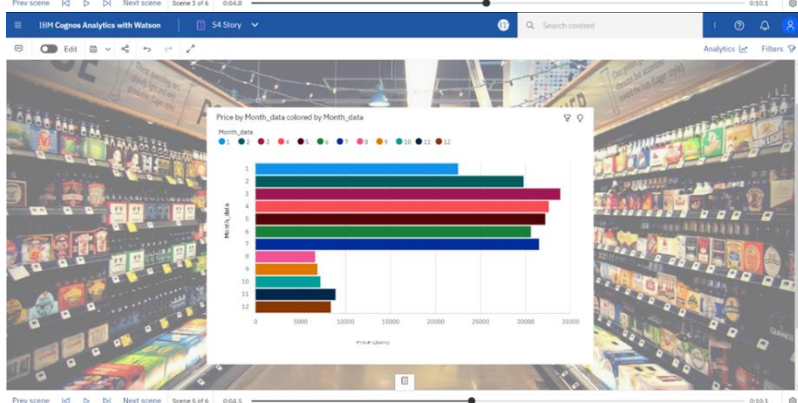 Prev scene Next scene Scene 3 of 6 0:04.8 0:10.1
IBM Cognos Analytics with Watson S4 Story Search content
Edit Analytics Filters
Price by Month_data colored by Month_data
Month_data
1 2 3 4 5 6 7 8 9 10 11 12
Month_data
1
2
3
4
5
6
7
8
9
10
11
12
0 5000 10000 15000 20000 25000 30000 35000
Price (Sum)
Prev scene Next scene Scene 5 of 6 0:04.5 0:10.1